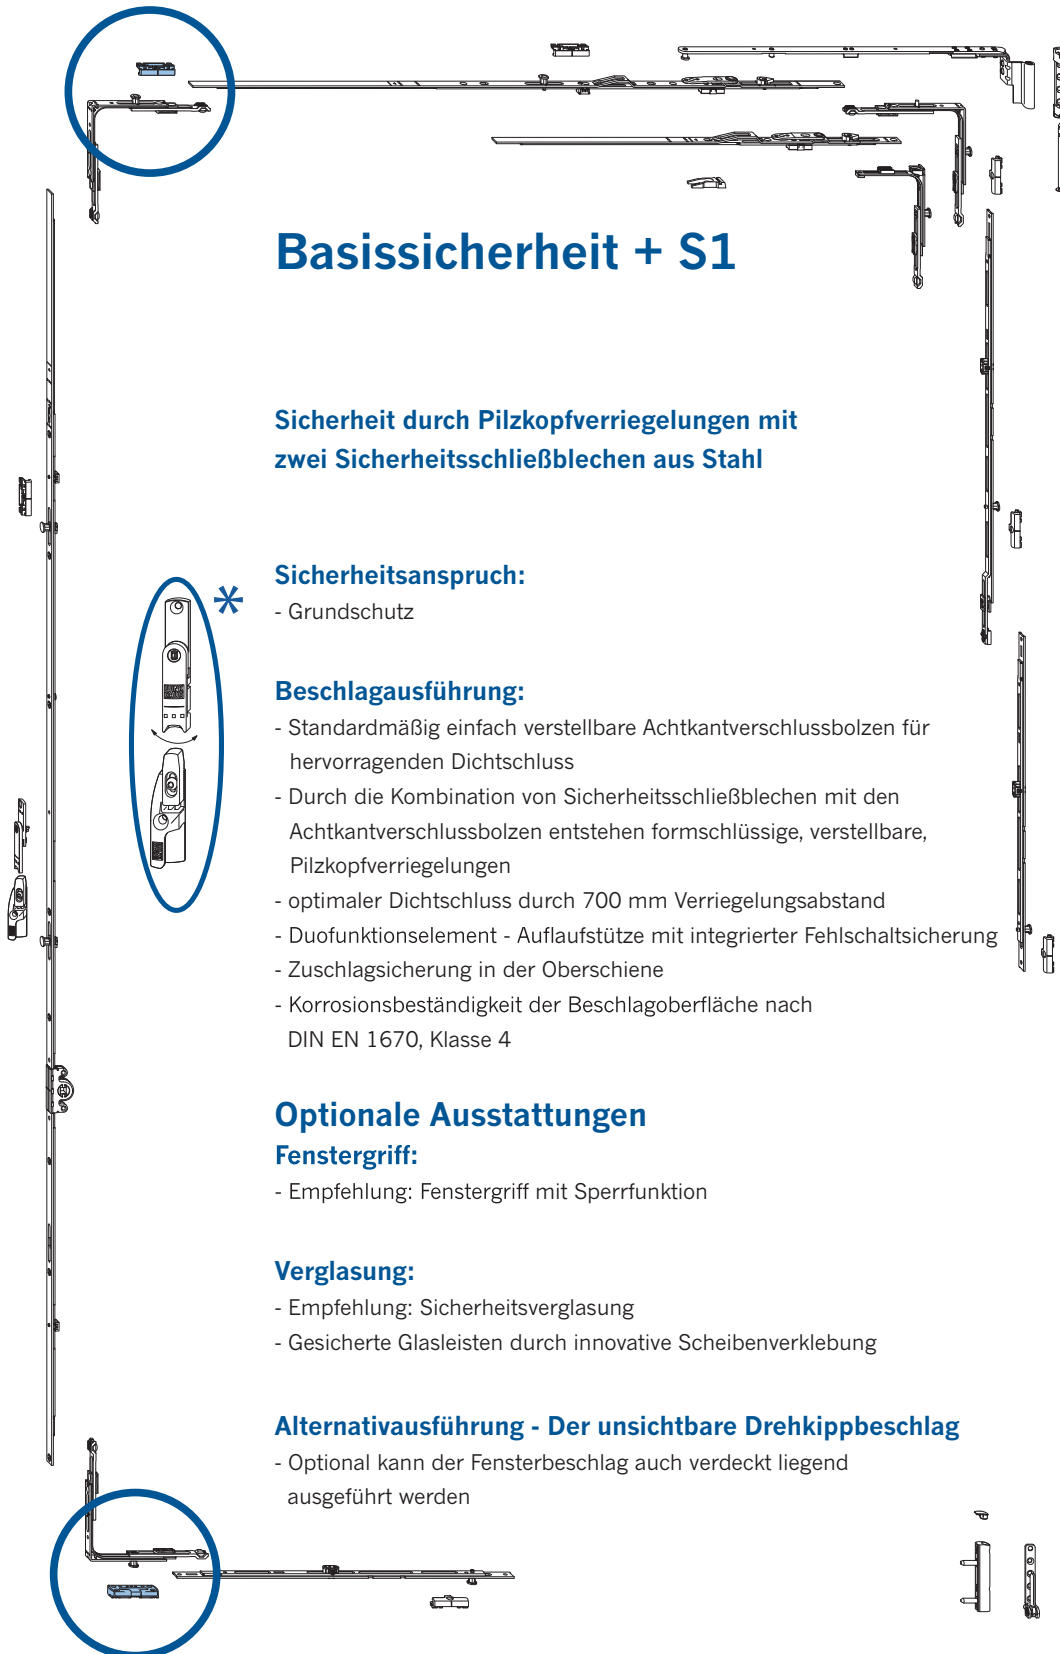 Basissicherheit + S1
Sicherheit durch Pilzkopfverriegelungen mit
zwei Sicherheitsschließblechen aus Stahl
Sicherheitsanspruch:
*
- Grundschutz
Beschlagausführung:
- Standardmäßig einfach verstellbare Achtkantverschlussbolzen für
hervorragenden Dichtschluss
- Durch die Kombination von Sicherheitsschließblechen mit den
Achtkantverschlussbolzen entstehen formschlüssige, verstellbare,
Pilzkopfverriegelungen
- optimaler Dichtschluss durch 700 mm Verriegelungsabstand
- Duofunktionselement - Auflaufstütze mit integrierter Fehlschaltsicherung
- Zuschlagsicherung in der Oberschiene
- Korrosionsbeständigkeit der Beschlagoberfläche nach
DIN EN 1670, Klasse 4
Optionale Ausstattungen
Fenstergriff:
- Empfehlung: Fenstergriff mit Sperrfunktion
Verglasung:
- Empfehlung: Sicherheitsverglasung
- Gesicherte Glasleisten durch innovative Scheibenverklebung
Alternativausführung - Der unsichtbare Drehkippbeschlag
- Optional kann der Fensterbeschlag auch verdeckt liegend
ausgeführt werden